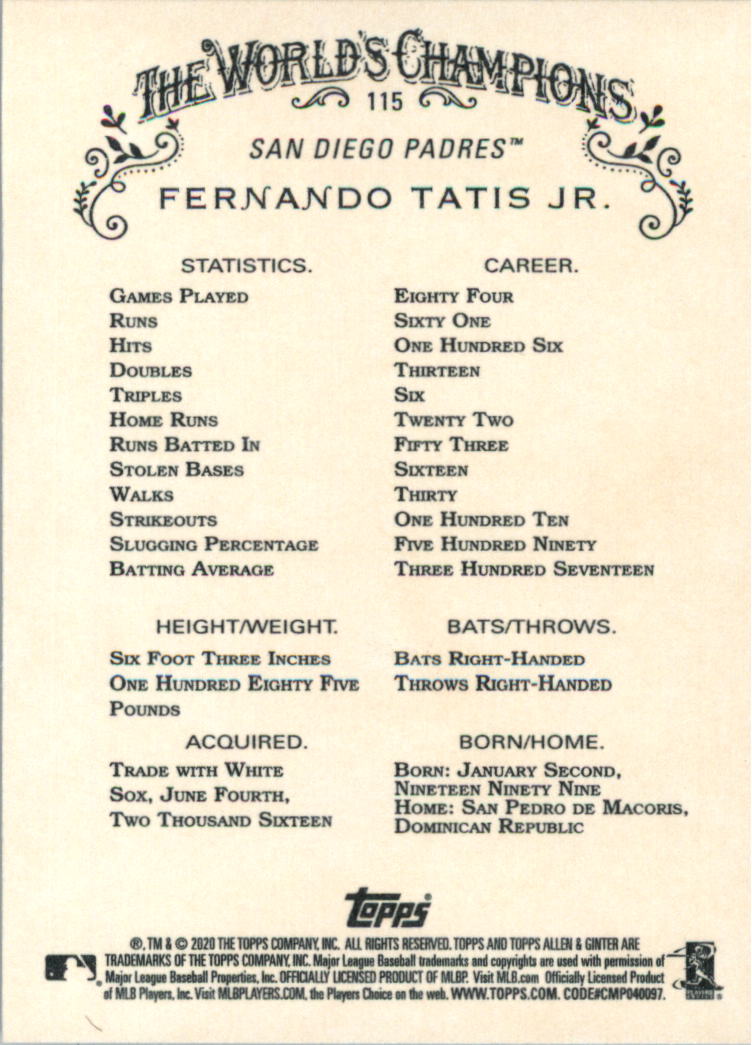 THE WORLD'S CHAMPIONS
115
SAN DIEGO PADRES™
FERNANDO TATIS JR.
STATISTICS. CAREER.
GAMES PLAYED EIGHTY FOUR
RUNS SIXTY ONE
HITS ONE HUNDRED SIX
DOUBLES THIRTEEN
TRIPLES SIX
HOME RUNS TWENTY TWO
RUNS BATTED IN FIFTY THREE
STOLEN BASES SIXTEEN
WALKS THIRTY
STRIKEOUTS ONE HUNDRED TEN
SLUGGING PERCENTAGE FIVE HUNDRED NINETY
BATTING AVERAGE THREE HUNDRED SEVENTEEN
HEIGHT/WEIGHT.
SIX FOOT THREE INCHES
ONE HUNDRED EIGHTY FIVE
POUNDS
BATS/THROWS.
BATS RIGHT-HANDED
THROWS RIGHT-HANDED
ACQUIRED.
TRADE WITH WHITE
SOX, JUNE FOURTH,
TWO THOUSAND SIXTEEN
BORN/HOME.
BORN: JANUARY SECOND,
NINETEEN NINETY NINE
HOME: SAN PEDRO DE MACORIS,
DOMINICAN REPUBLIC
topps®
®, TM & © 2020 THE TOPPS COMPANY, INC. ALL RIGHTS RESERVED. TOPPS AND TOPPS ALLEN & GINTER ARE
TRADEMARKS OF THE TOPPS COMPANY, INC. Major League Baseball trademarks and copyrights are used with permission of
Major League Baseball Properties, Inc. OFFICIALLY LICENSED PRODUCT OF MLBP. Visit MLB.com Officially Licensed Product
of MLB Players, Inc. Visit MLBPLAYERS.COM, the Players Choice on the web. WWW.TOPPS.COM. CODE#CMP040097.